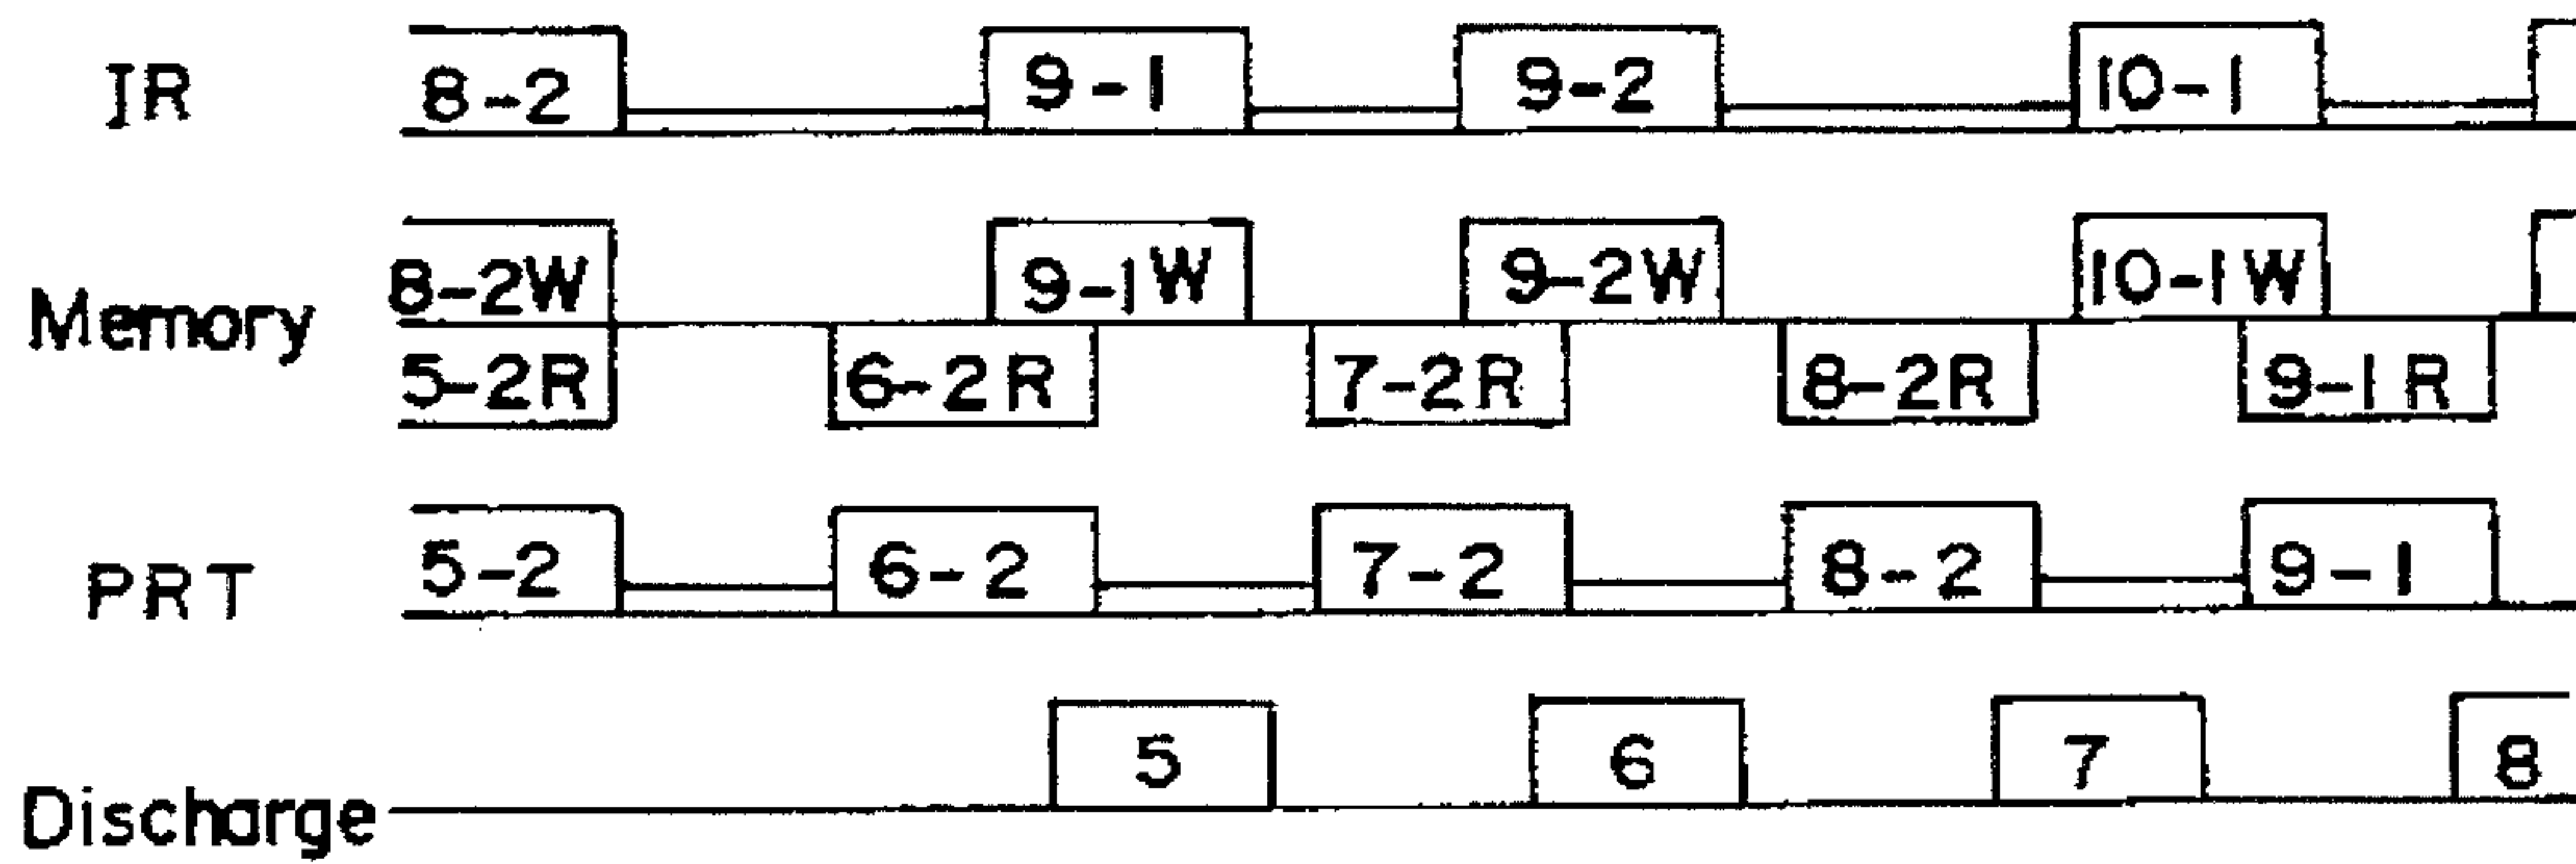 IR 8-2 9-1 9-2 10-1
8-2W 9-1W 9-2W 10-1W
Memory
5-2R 6-2R 7-2R 8-2R 9-1R
PRT 5-2 6-2 7-2 8-2 9-1
Discharge 5 6 7 8